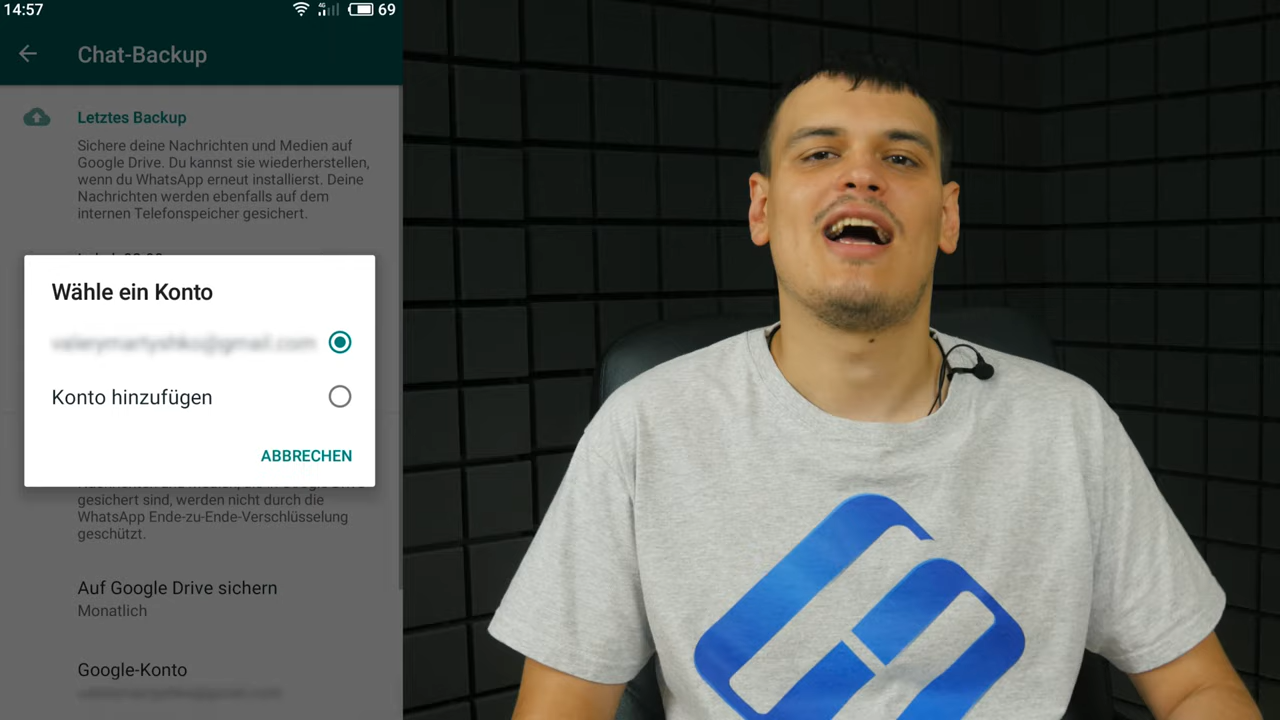 14:57
4G
69
Chat-Backup
Letztes Backup
Sichere deine Nachrichten und Medien auf
Google Drive. Du kannst sie wiederherstellen,
wenn du WhatsApp erneut installierst. Deine
Nachrichten werden ebenfalls auf dem
internen Telefonspeicher gesichert.
Wähle ein Konto
Konto hinzufügen
ABBRECHEN
gesichert sind, werden nicht durch die
WhatsApp Ende-zu-Ende-Verschlüsselung
geschützt.
Auf Google Drive sichern
Monatlich
Google-Konto